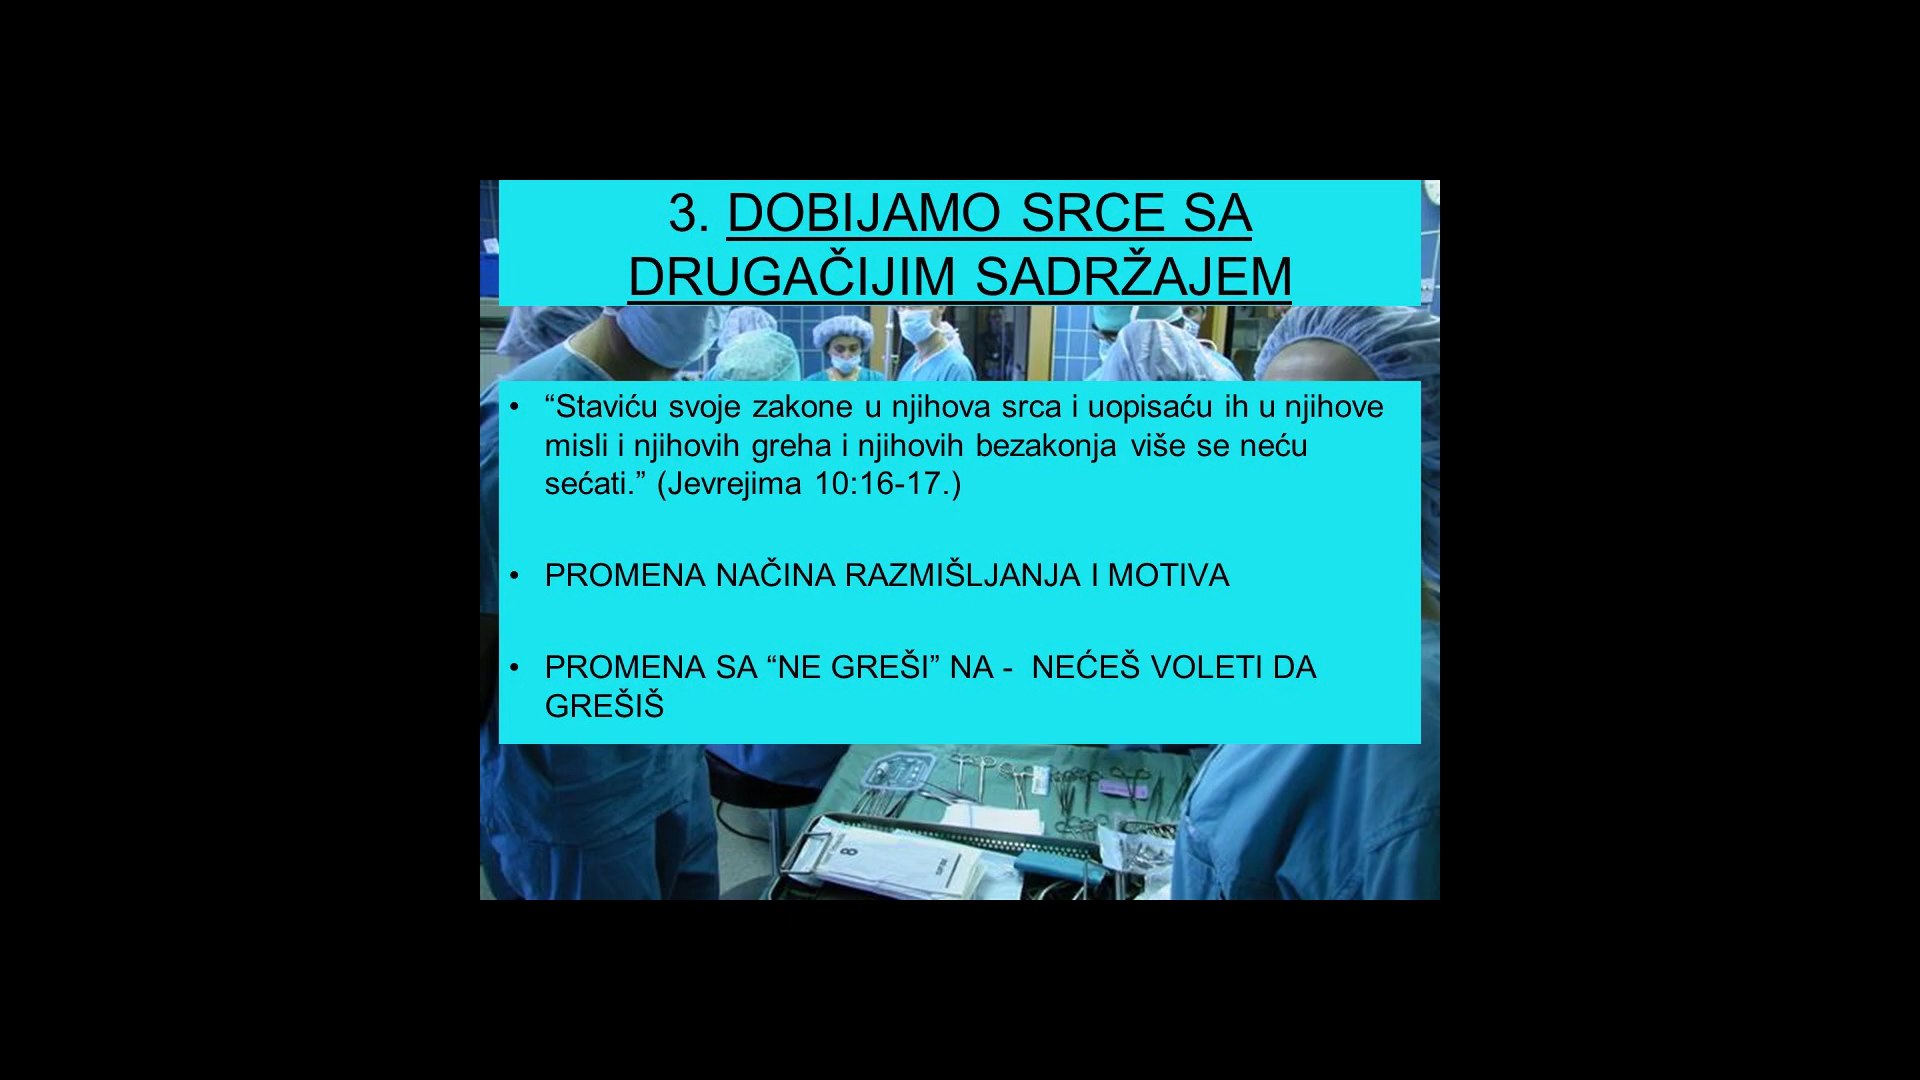 3. DOBIJAMO SRCE SA
DRUGAČIJIM SADRŽAJEM
• “Staviću svoje zakone u njihova srca i uopisaću ih u njihove
misli i njihovih greha i njihovih bezakonja više se neću
sećati.” (Jevrejima 10:16-17.)
• PROMENA NAČINA RAZMIŠLJANJA I MOTIVA
• PROMENA SA “NE GREŠI” NA - NEĆEŠ VOLETI DA
GREŠIŠ
8